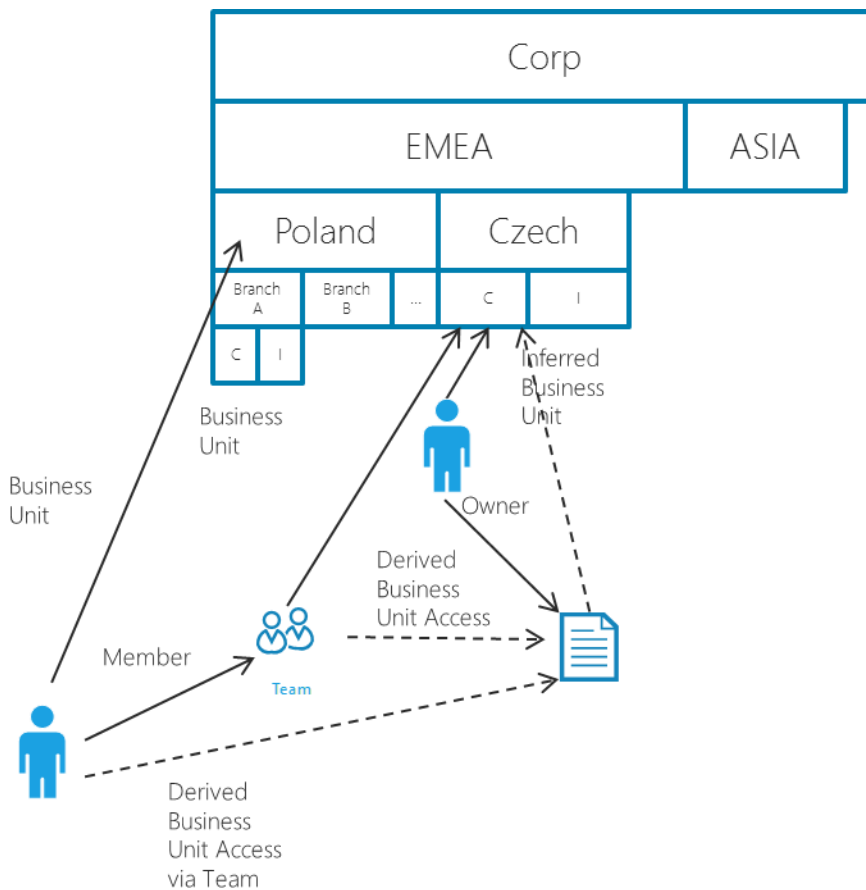 Corp
EMEA
ASIA
Poland
Czech
Branch
A
Branch
B
...
C
I
C
I
Inferred
Business
Unit
Business
Unit
Business
Unit
Owner
Derived
Business
Unit Access
Member
Team
Derived
Business
Unit Access
via Team